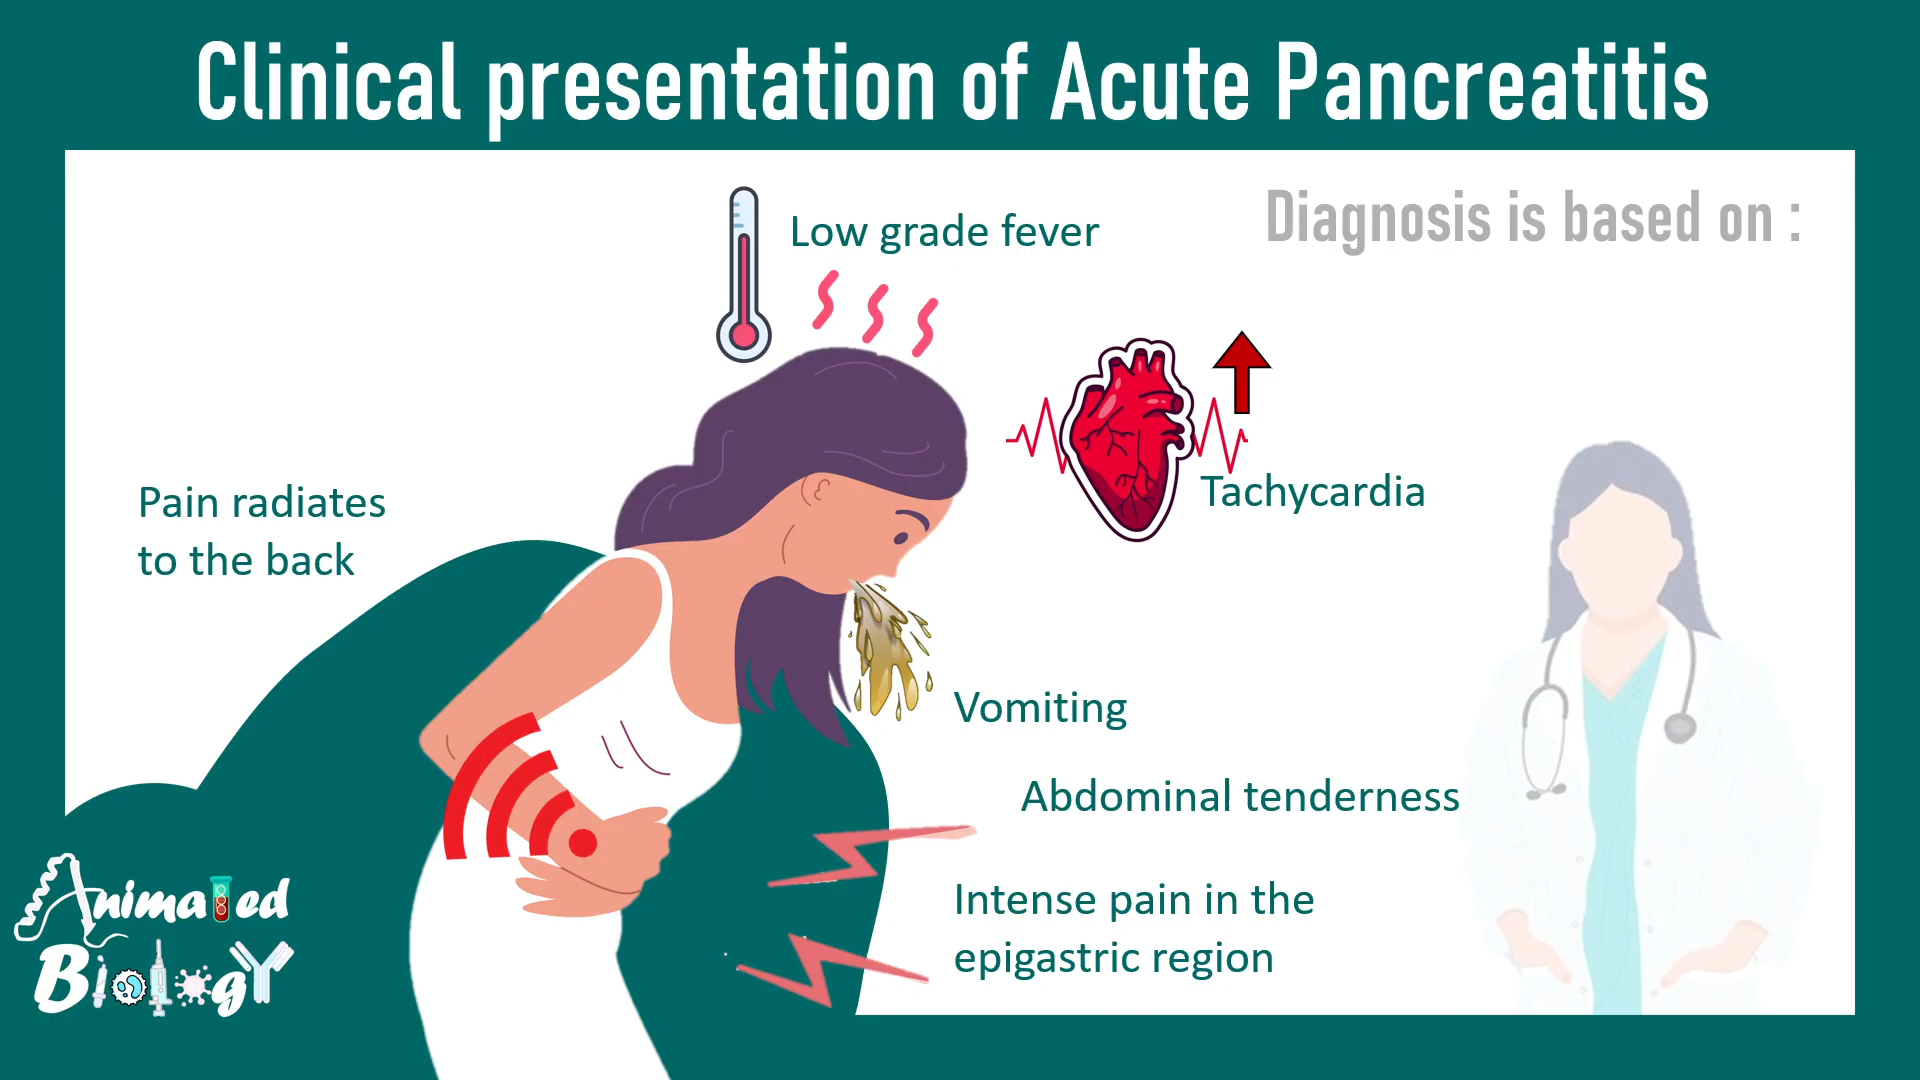 Clinical presentation of Acute Pancreatitis
Low grade fever
Diagnosis is based on :
Tachycardia
Pain radiates
to the back
Vomiting
Abdominal tenderness
Intense pain in the
epigastric region
Animated
Biology